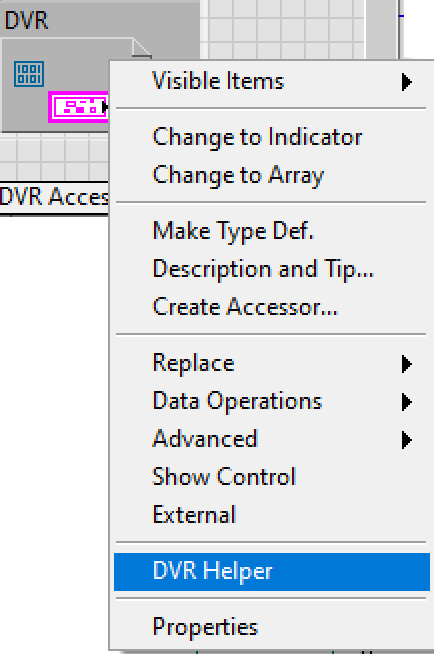 DVR
Visible Items
Change to Indicator
Change to Array
DVR Acces
Make Type Def.
Description and Tip...
Create Accessor...
Replace
Data Operations
Advanced
Show Control
External
DVR Helper
Properties